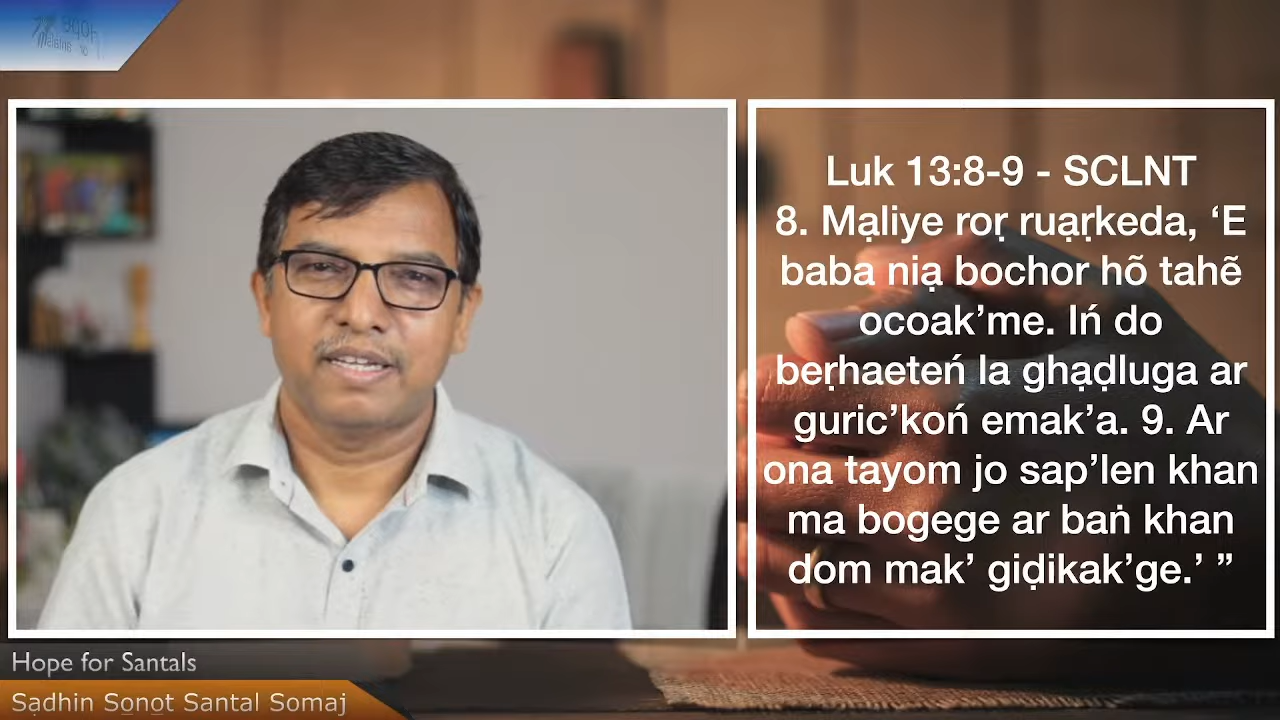 Luk 13:8-9 - SCLNT
8. Mạliye roṛ ruạṛkeda, ‘E
baba niạ bochor hõ tahẽ
ocoak’me. Iń do
beṛhaeteń la ghạḍluga ar
guric’koń emak’a. 9. Ar
ona tayom jo sap’len khan
ma bogege ar baṅ khan
dom mak’ giḍikak’ge.’ ”
Hope for Santals
Sạdhin So̠no̠t Santal Somaj